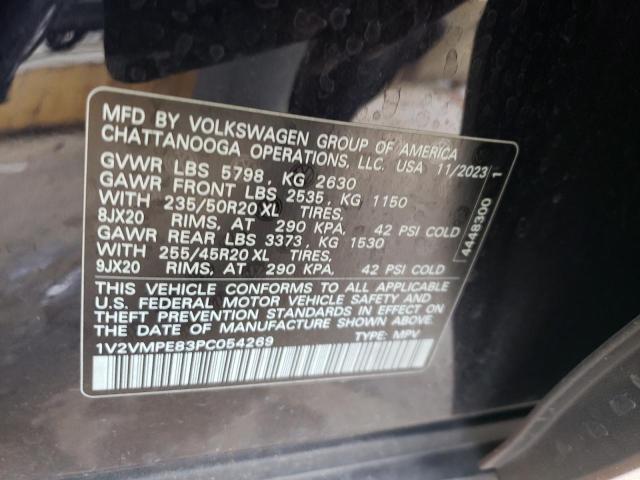 MFD BY VOLKSWAGEN GROUP OF AMERICA
CHATTANOOGA OPERATIONS, LLC. USA 11/2023
GVWR LBS 5798, KG 2630
GAWR FRONT LBS 2535, KG 1150
WITH 235/50R20 XL TIRES,
8JX20 RIMS, AT 290 KPA, 42 PSI COLD
GAWR REAR LBS 3373, KG 1530
WITH 255/45R20 XL TIRES,
9JX20 RIMS, AT 290 KPA, 42 PSI COLD
THIS VEHICLE CONFORMS TO ALL APPLICABLE
U.S. FEDERAL MOTOR VEHICLE SAFETY AND
THEFT PREVENTION STANDARDS IN EFFECT ON
THE DATE OF MANUFACTURE SHOWN ABOVE.
1V2VMPE83PC054269 TYPE: MPV
4448300 1